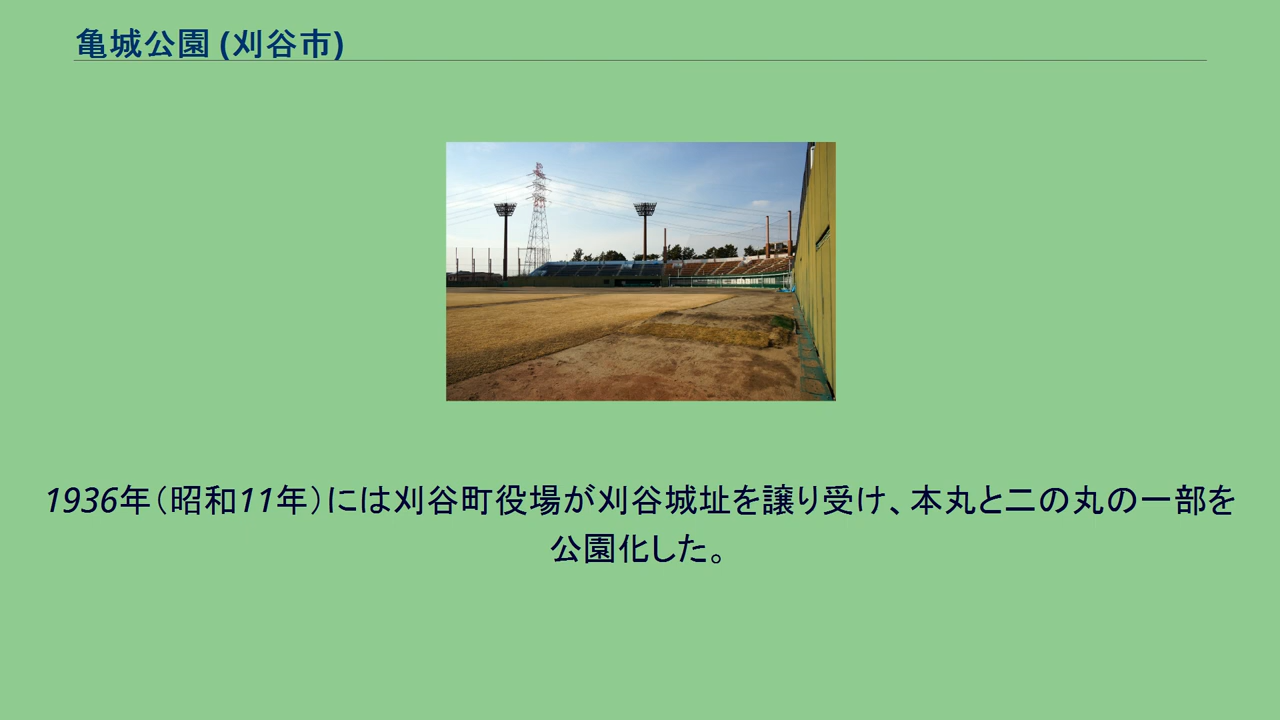 亀城公園 (刈谷市)
1936年（昭和11年）には刈谷町役場が刈谷城址を譲り受け、本丸と二の丸の一部を
公園化した。